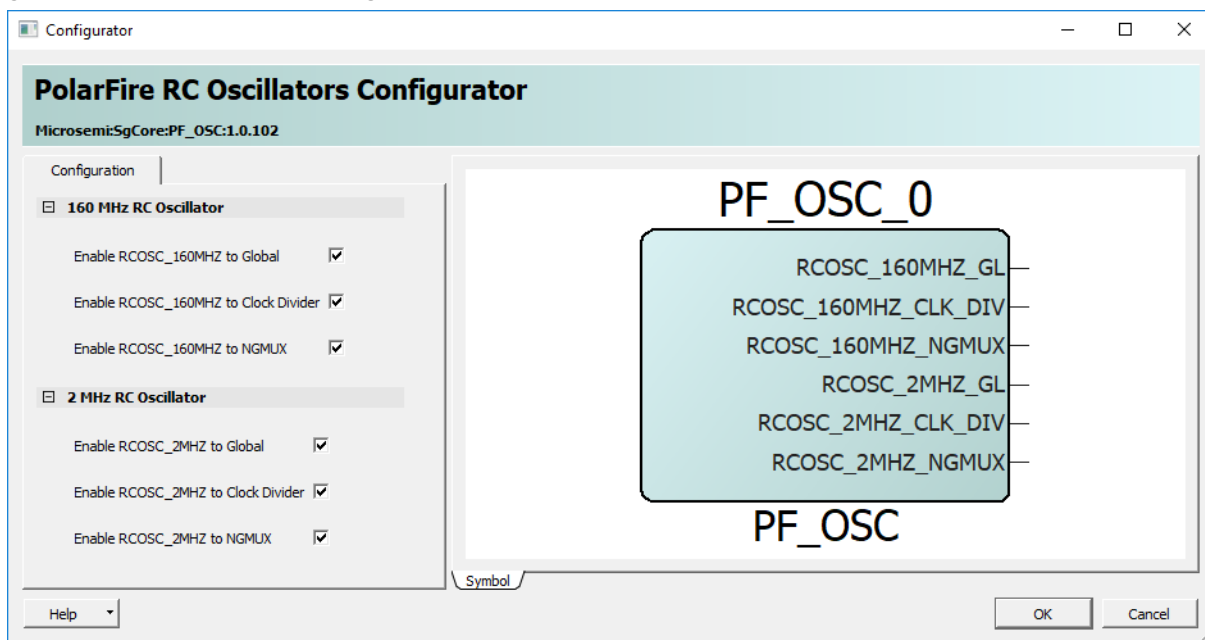 Configurator
PolarFire RC Oscillators Configurator
Microsemi:SgCore:PF_OSC:1.0.102
Configuration
160 MHz RC Oscillator
Enable RCOSC_160MHZ to Global
Enable RCOSC_160MHZ to Clock Divider
Enable RCOSC_160MHZ to NGMUX
2 MHz RC Oscillator
Enable RCOSC_2MHZ to Global
Enable RCOSC_2MHZ to Clock Divider
Enable RCOSC_2MHZ to NGMUX
PF_OSC_0
RCOSC_160MHZ_GL
RCOSC_160MHZ_CLK_DIV
RCOSC_160MHZ_NGMUX
RCOSC_2MHZ_GL
RCOSC_2MHZ_CLK_DIV
RCOSC_2MHZ_NGMUX
PF_OSC
Symbol
Help
OK
Cancel